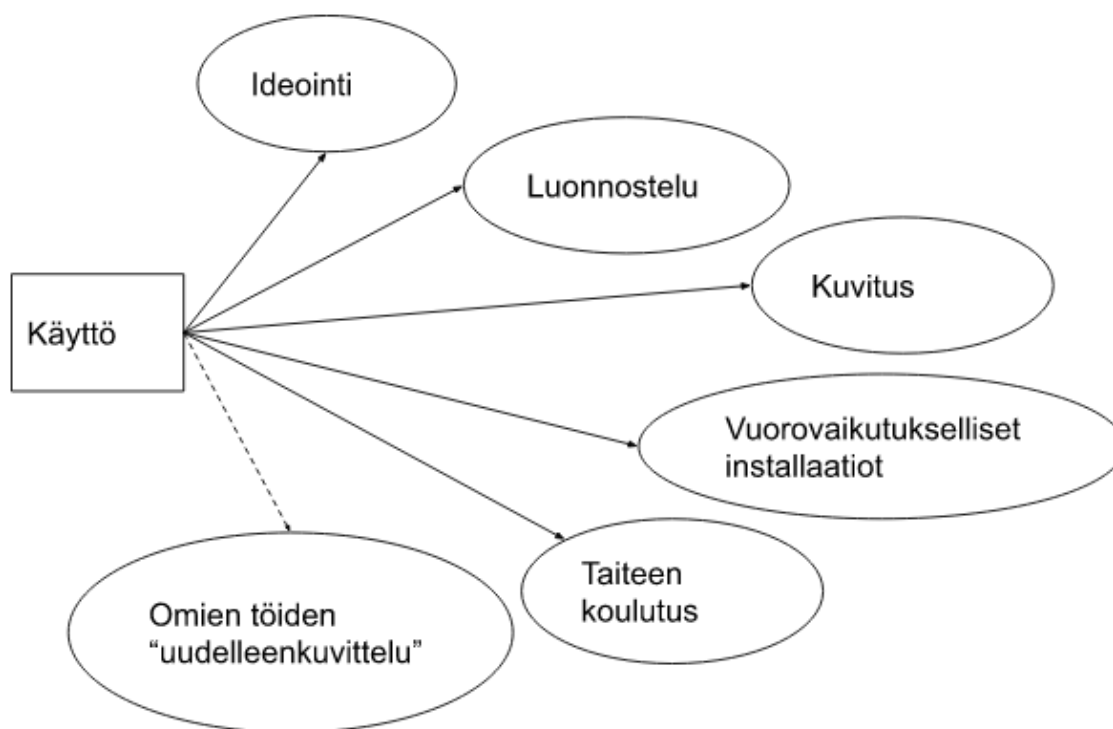 Ideointi
Luonnostelu
Kuvitus
Käyttö
Vuorovaikutukselliset
installaatiot
Taiteen
koulutus
Omien töiden
“uudelleenkuvittelu”